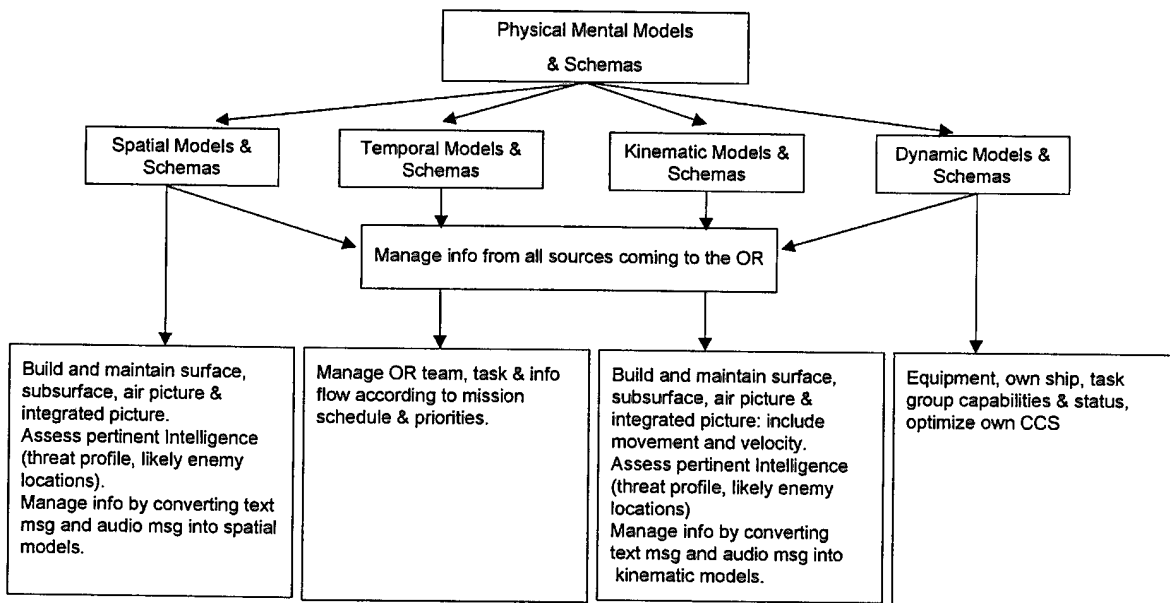 Physical Mental Models
& Schemas
Spatial Models &
Schemas
Temporal Models &
Schemas
Kinematic Models &
Schemas
Dynamic Models &
Schemas
Manage info from all sources coming to the OR
Build and maintain surface,
subsurface, air picture &
integrated picture.
Assess pertinent Intelligence
(threat profile, likely enemy
locations).
Manage info by converting text
msg and audio msg into spatial
models.
Manage OR team, task & info
flow according to mission
schedule & priorities.
Build and maintain surface,
subsurface, air picture &
integrated picture: include
movement and velocity.
Assess pertinent Intelligence
(threat profile, likely enemy
locations)
Manage info by converting
text msg and audio msg into
kinematic models.
Equipment, own ship, task
group capabilities & status,
optimize own CCS